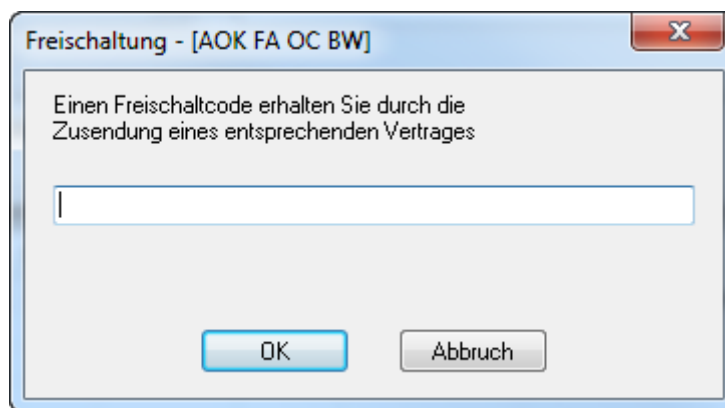 Freischaltung - [AOK FA OC BW]
Einen Freischaltcode erhalten Sie durch die
Zusendung eines entsprechenden Vertrages
OK
Abbruch